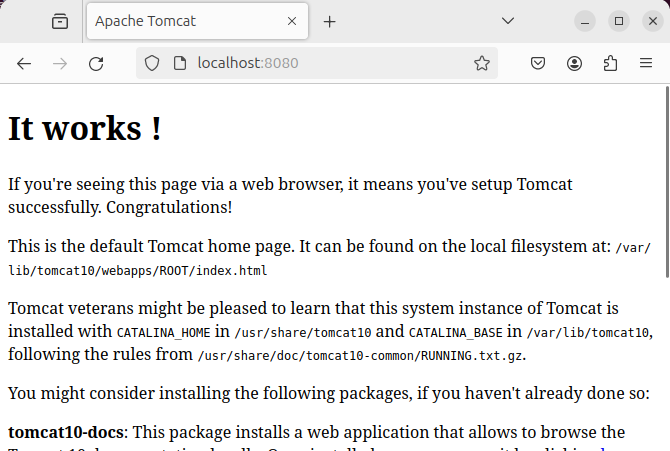 Apache Tomcat
localhost:8080
It works !
If you're seeing this page via a web browser, it means you've setup Tomcat
successfully. Congratulations!
This is the default Tomcat home page. It can be found on the local filesystem at: /var/
lib/tomcat10/webapps/ROOT/index.html
Tomcat veterans might be pleased to learn that this system instance of Tomcat is
installed with CATALINA_HOME in /usr/share/tomcat10 and CATALINA_BASE in /var/lib/tomcat10,
following the rules from /usr/share/doc/tomcat10-common/RUNNING.txt.gz.
You might consider installing the following packages, if you haven't already done so:
tomcat10-docs: This package installs a web application that allows to browse the